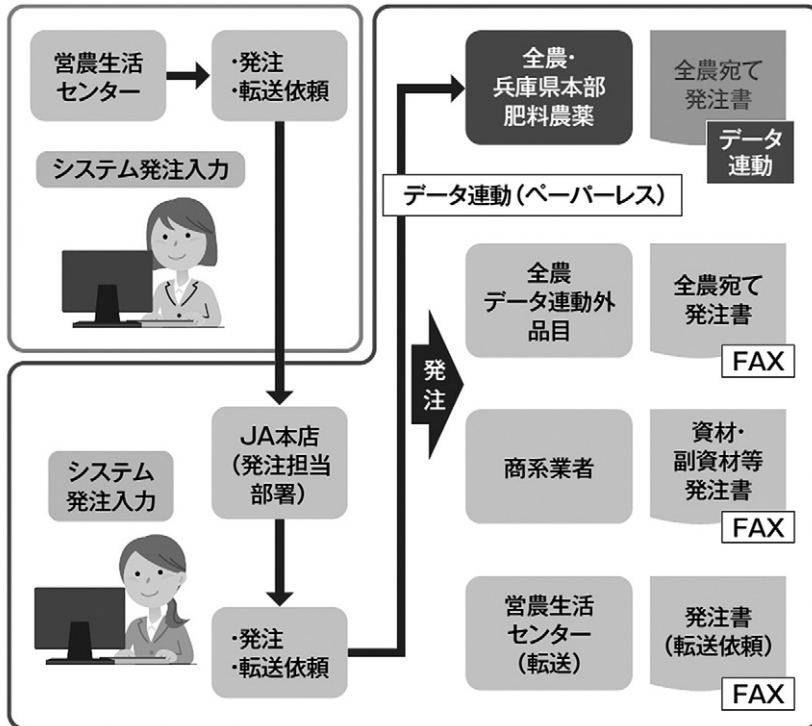 営農生活
センター
・発注
・転送依頼
システム発注入力
JA本店
(発注担当
部署)
システム
発注入力
・発注
・転送依頼
全農・
兵庫県本部
肥料農薬
全農宛て
発注書
データ
連動
データ連動(ペーパーレス)
発注
全農
データ連動外
品目
全農宛て
発注書
FAX
商系業者
資材・
副資材等
発注書
FAX
営農生活
センター
(転送)
発注書
(転送依頼)
FAX